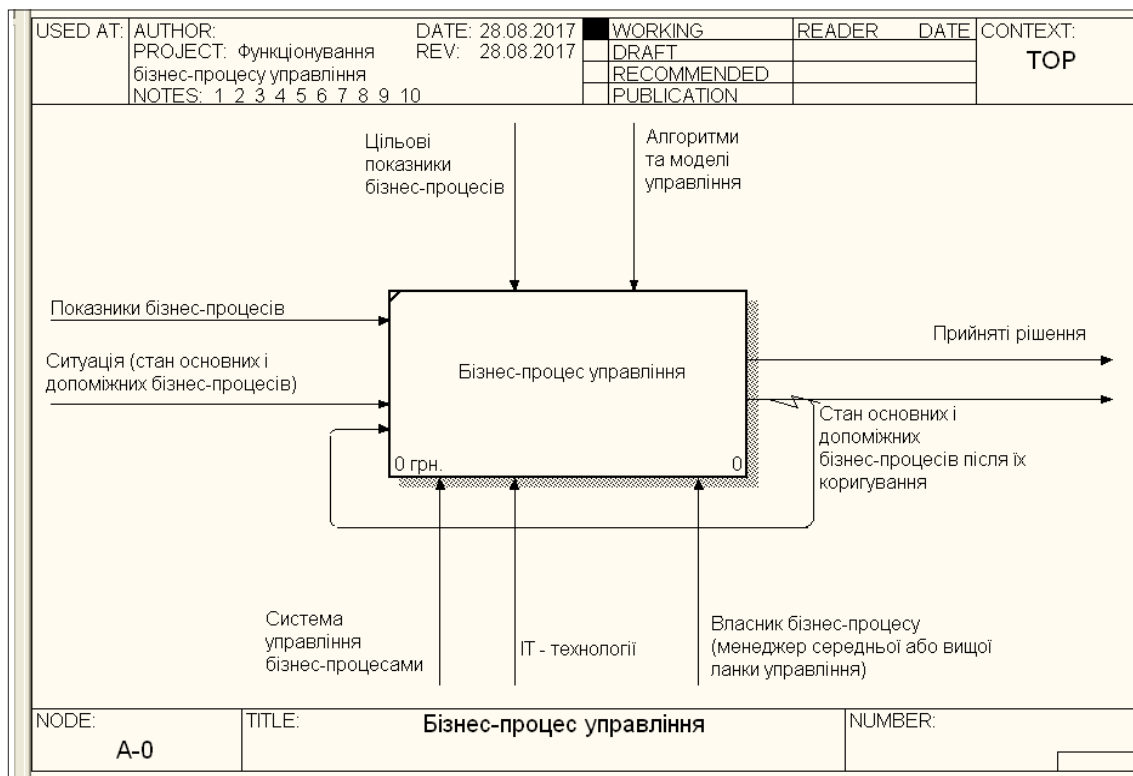 USED AT:
AUTHOR:
DATE: 28.08.2017
PROJECT: Функціонування
бізнес-процесу управління
REV: 28.08.2017
NOTES: 1 2 3 4 5 6 7 8 9 10
WORKING
DRAFT
RECOMMENDED
PUBLICATION
READER
DATE
CONTEXT:
TOP
Цільові
показники
бізнес-процесів
Алгоритми
та моделі
управління
Показники бізнес-процесів
Ситуація (стан основних і
допоміжних бізнес-процесів)
Бізнес-процес управління
0 грн.
0
Прийняті рішення
Стан основних і
допоміжних
бізнес-процесів після їх
коригування
Система
управління
бізнес-процесами
ІТ - технології
Власник бізнес-процесу
(менеджер середньої або вищої
ланки управління)
NODE:
A-0
TITLE:
Бізнес-процес управління
NUMBER: